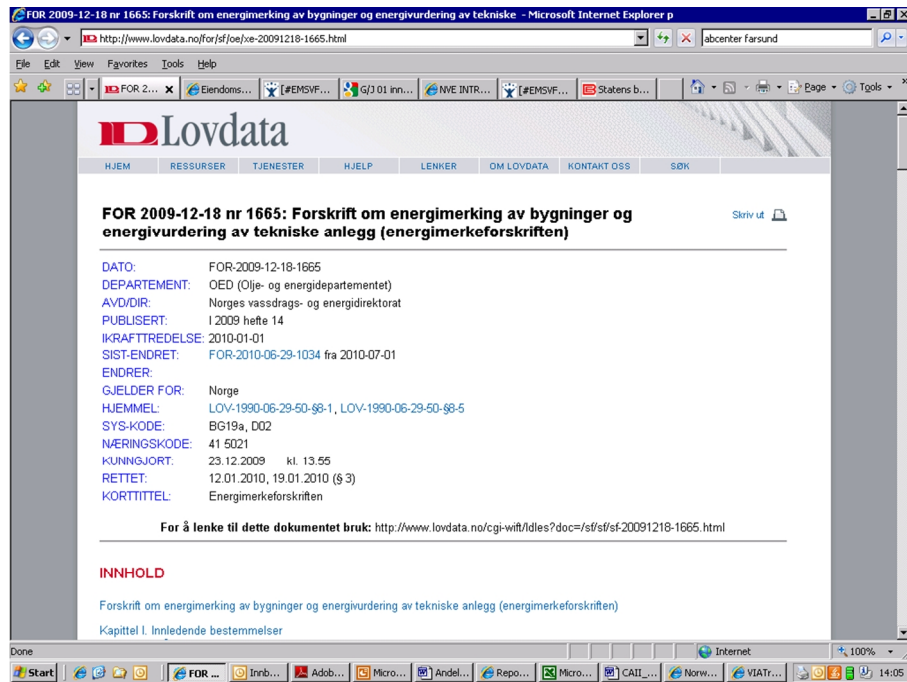 FOR 2009-12-18 nr 1665: Forskrift om energimerking av bygninger og energivurdering av tekniske - Microsoft Internet Explorer p
http://www.lovdata.no/for/sf/oe/xe-20091218-1665.html
abcenter farsund
File Edit View Favorites Tools Help
FOR 2... Eiendoms... [#EMSVF... G/J 01 inn... NVE INTR... [#EMSVF... Statens b... Page Tools
Lovdata
HJEM RESSURSER TJENESTER HJELP LENKER OM LOVDATA KONTAKT OSS SØK
FOR 2009-12-18 nr 1665: Forskrift om energimerking av bygninger og
energivurdering av tekniske anlegg (energimerkeforskriften)
Skriv ut
DATO: FOR-2009-12-18-1665
DEPARTEMENT: OED (Olje- og energidepartementet)
AVD/DIR: Norges vassdrags- og energidirektorat
PUBLISERT: I 2009 hefte 14
IKRAFTTREDELSE: 2010-01-01
SIST-ENDRET: FOR-2010-06-29-1034 fra 2010-07-01
ENDRER:
GJELDER FOR: Norge
HJEMMEL: LOV-1990-06-29-50-§8-1, LOV-1990-06-29-50-§8-5
SYS-KODE: BG19a, D02
NÆRINGSKODE: 41 5021
KUNNGJORT: 23.12.2009 kl. 13.55
RETTET: 12.01.2010, 19.01.2010 (§ 3)
KORTTITTEL: Energimerkeforskriften
For å lenke til dette dokumentet bruk: http://www.lovdata.no/cgi-wift/ldles?doc=/sf/sf/sf-20091218-1665.html
INNHOLD
Forskrift om energimerking av bygninger og energivurdering av tekniske anlegg (energimerkeforskriften)
Kapittel I. Innledende bestemmelser
Done Internet 100%
Start FOR ... Innb... Adob... Micro... Andel... Repo... Micro... CAII_... Norw... VIATr... 14:05